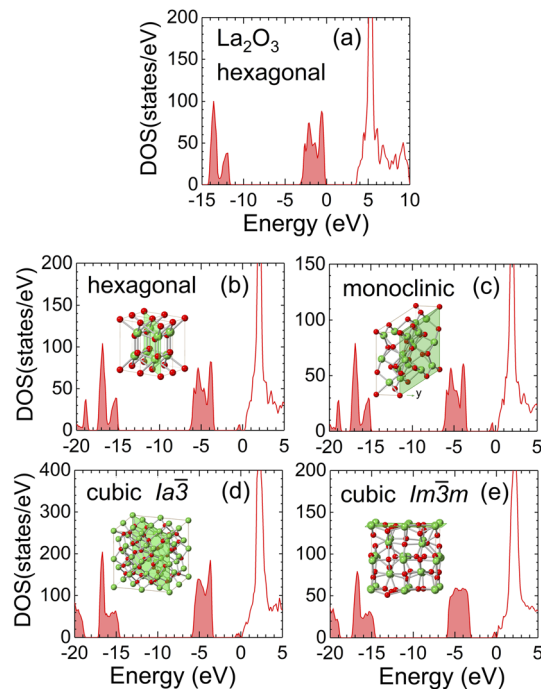 La2O3 (a)
hexagonal
200
150
100
50
0
DOS(states/eV)
-15 -10 -5 0 5 10
Energy (eV)
hexagonal (b)
200
150
100
50
0
DOS(states/eV)
-20 -15 -10 -5 0 5
monoclinic (c)
150
100
50
0
y
-20 -15 -10 -5 0 5
cubic Ia3̅ (d)
400
300
200
100
0
DOS(states/eV)
-20 -15 -10 -5 0 5
Energy (eV)
cubic Im3̅m (e)
200
150
100
50
0
-20 -15 -10 -5 0 5
Energy (eV)